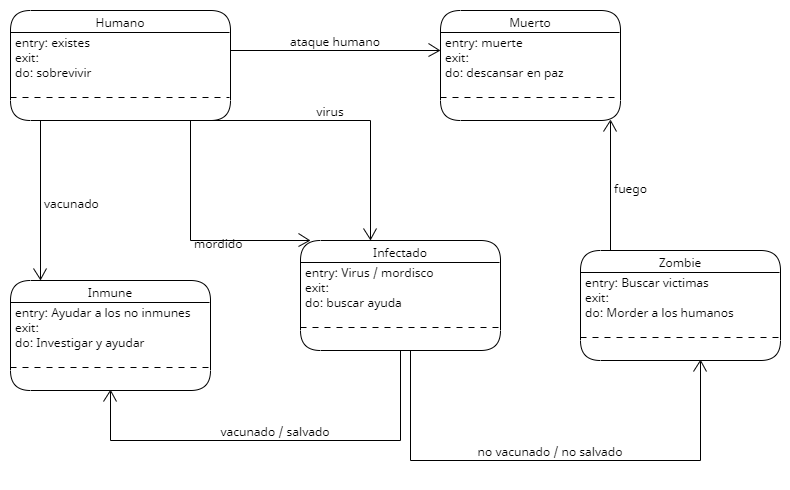 Humano
entry: existes
exit:
do: sobrevivir
ataque humano
Muerto
entry: muerte
exit:
do: descansar en paz
virus
vacunado
mordido
fuego
Infectado
entry: Virus / mordisco
exit:
do: buscar ayuda
Zombie
entry: Buscar victimas
exit:
do: Morder a los humanos
Inmune
entry: Ayudar a los no inmunes
exit:
do: Investigar y ayudar
vacunado / salvado
no vacunado / no salvado